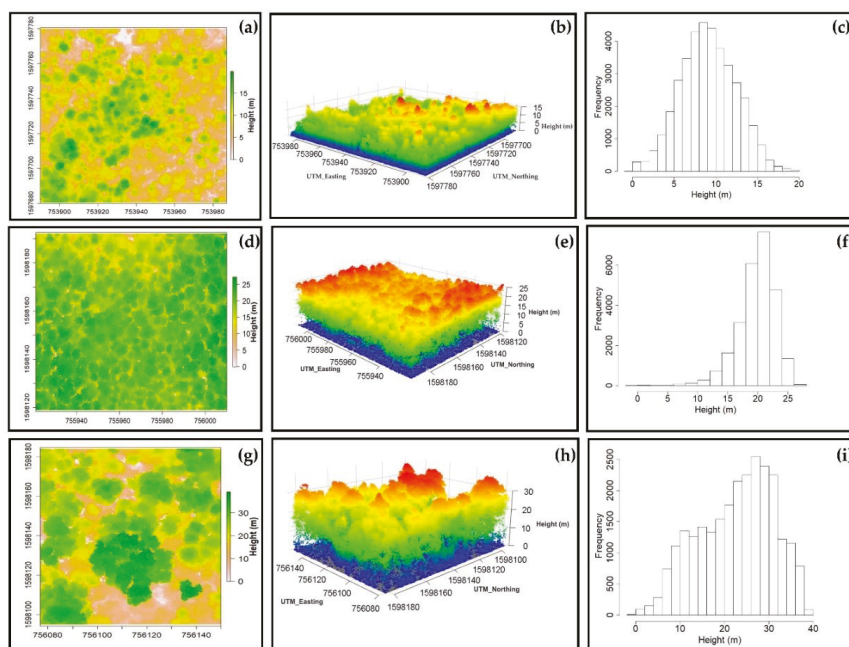 (a)
1597780
1597760
1597740
1597720
1597700
1597680
753900 753920 753940 753960 753980
Height (m)
15
10
5
0
(b)
15
10
5
0
Height (m)
753980
753960
753940
753920
753900
UTM_Easting
1597700
1597720
1597740
1597760
1597780
UTM_Northing
(c)
Frequency
4000
3000
2000
1000
0
0 5 10 15 20
Height (m)
(d)
1598180
1598160
1598140
1598120
755940 755960 755980 756000
Height (m)
25
20
15
10
5
0
(e)
25
20
15
10
5
0
Height (m)
756000
755980
755960
755940
UTM_Easting
1598120
1598140
1598160
1598180
UTM_Northing
(f)
Frequency
6000
4000
2000
0
0 5 10 15 20 25
Height (m)
(g)
1598180
1598160
1598140
1598120
1598100
756080 756100 756120 756140
Height (m)
30
20
10
0
(h)
30
20
10
0
Height (m)
756140
756120
756100
756080
UTM_Easting
1598100
1598120
1598140
1598160
1598180
UTM_Northing
(i)
Frequency
2500
2000
1500
1000
500
0
0 10 20 30 40
Height (m)